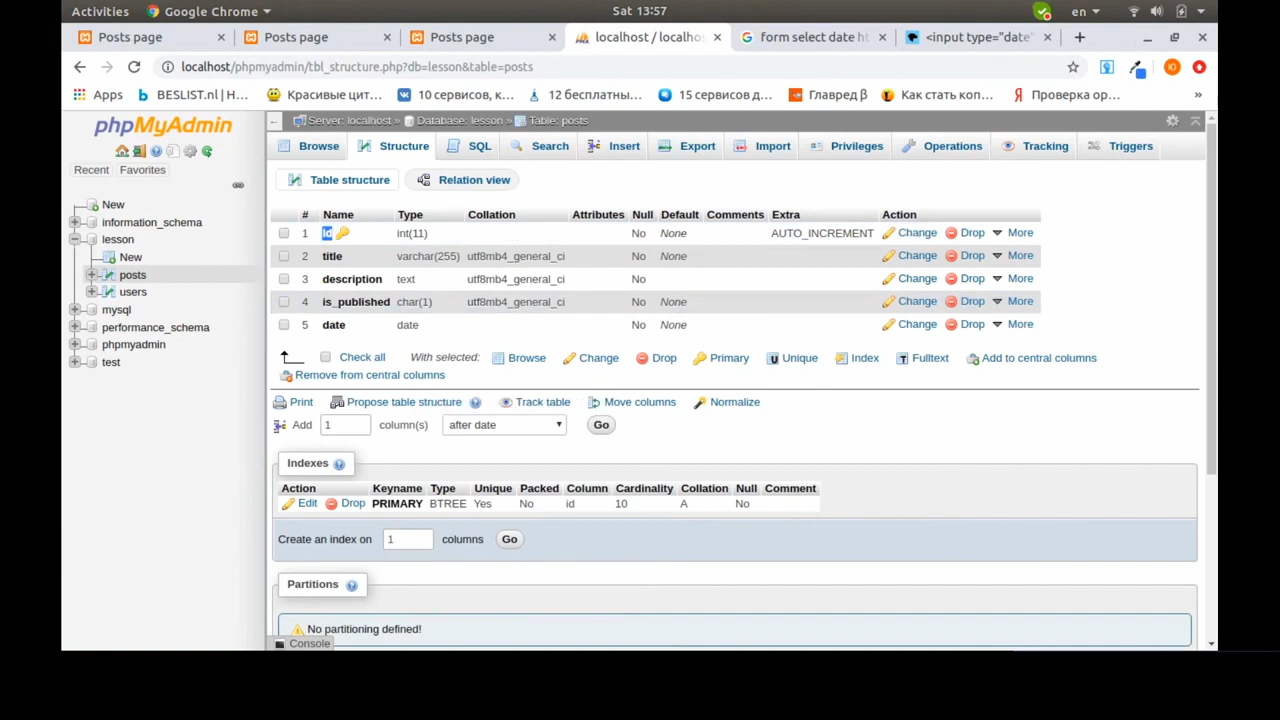 Activities Google Chrome Sat 13:57 en
Posts page Posts page Posts page localhost / localhos form select date h <input type="date"
localhost/phpmyadmin/tbl_structure.php?db=lesson&table=posts
Apps BESLIST.nl | H… Красивые цит… 10 сервисов, к… 12 бесплатны… 15 сервисов д… Главред β Как стать коп… Проверка ор… »
phpMyAdmin
Recent Favorites
New
information_schema
lesson
New
posts
users
mysql
performance_schema
phpmyadmin
test
Server: localhost » Database: lesson » Table: posts
Browse Structure SQL Search Insert Export Import Privileges Operations Tracking Triggers
Table structure Relation view
# Name Type Collation Attributes Null Default Comments Extra Action
1 id int(11) No None AUTO_INCREMENT Change Drop More
2 title varchar(255) utf8mb4_general_ci No None Change Drop More
3 description text utf8mb4_general_ci No Change Drop More
4 is_published char(1) utf8mb4_general_ci No None Change Drop More
5 date date No None Change Drop More
Check all With selected: Browse Change Drop Primary Unique Index Fulltext Add to central columns
Remove from central columns
Print Propose table structure Track table Move columns Normalize
Add 1 column(s) after date Go
Indexes
Action Keyname Type Unique Packed Column Cardinality Collation Null Comment
Edit Drop PRIMARY BTREE Yes No id 10 A No
Create an index on 1 columns Go
Partitions
No partitioning defined!
Console